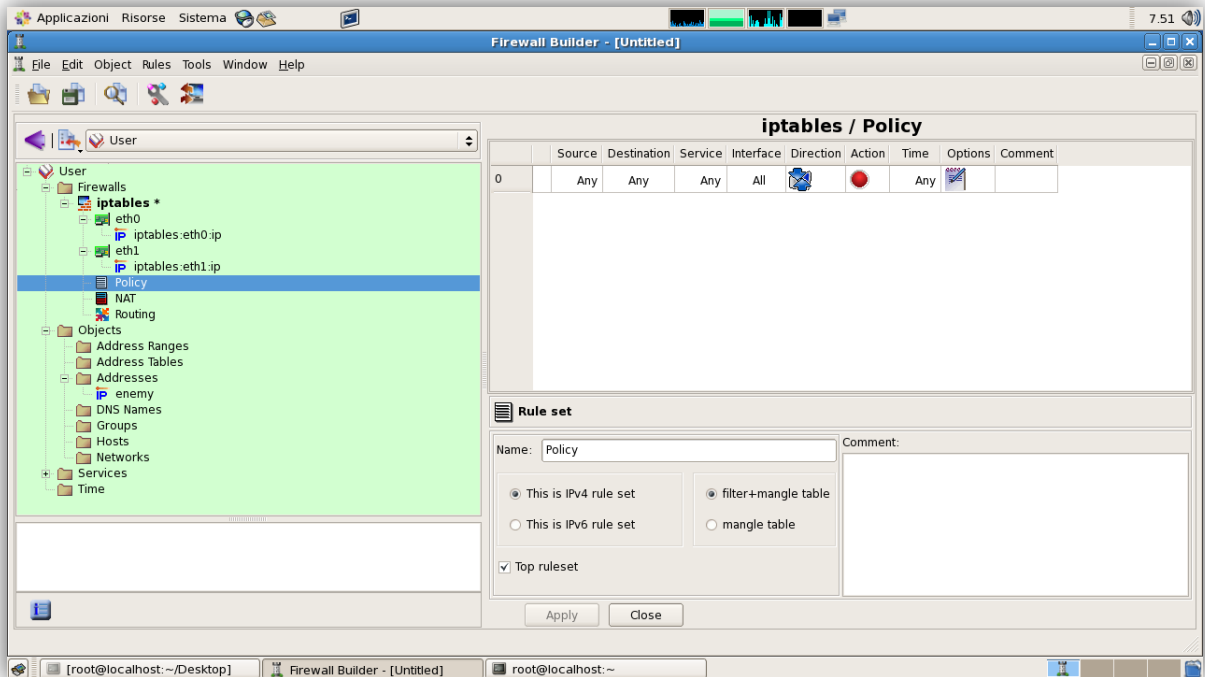 Applicazioni Risorse Sistema
7.51
Firewall Builder - [Untitled]
File Edit Object Rules Tools Window Help
User
User
Firewalls
iptables *
eth0
IP iptables:eth0:ip
eth1
IP iptables:eth1:ip
Policy
NAT
Routing
Objects
Address Ranges
Address Tables
Addresses
IP enemy
DNS Names
Groups
Hosts
Networks
Services
Time
iptables / Policy
Source Destination Service Interface Direction Action Time Options Comment
0 Any Any Any All Any
Rule set
Name: Policy
Comment:
This is IPv4 rule set
filter+mangle table
This is IPv6 rule set
mangle table
Top ruleset
Apply Close
[root@localhost:~/Desktop]
Firewall Builder - [Untitled]
root@localhost:~